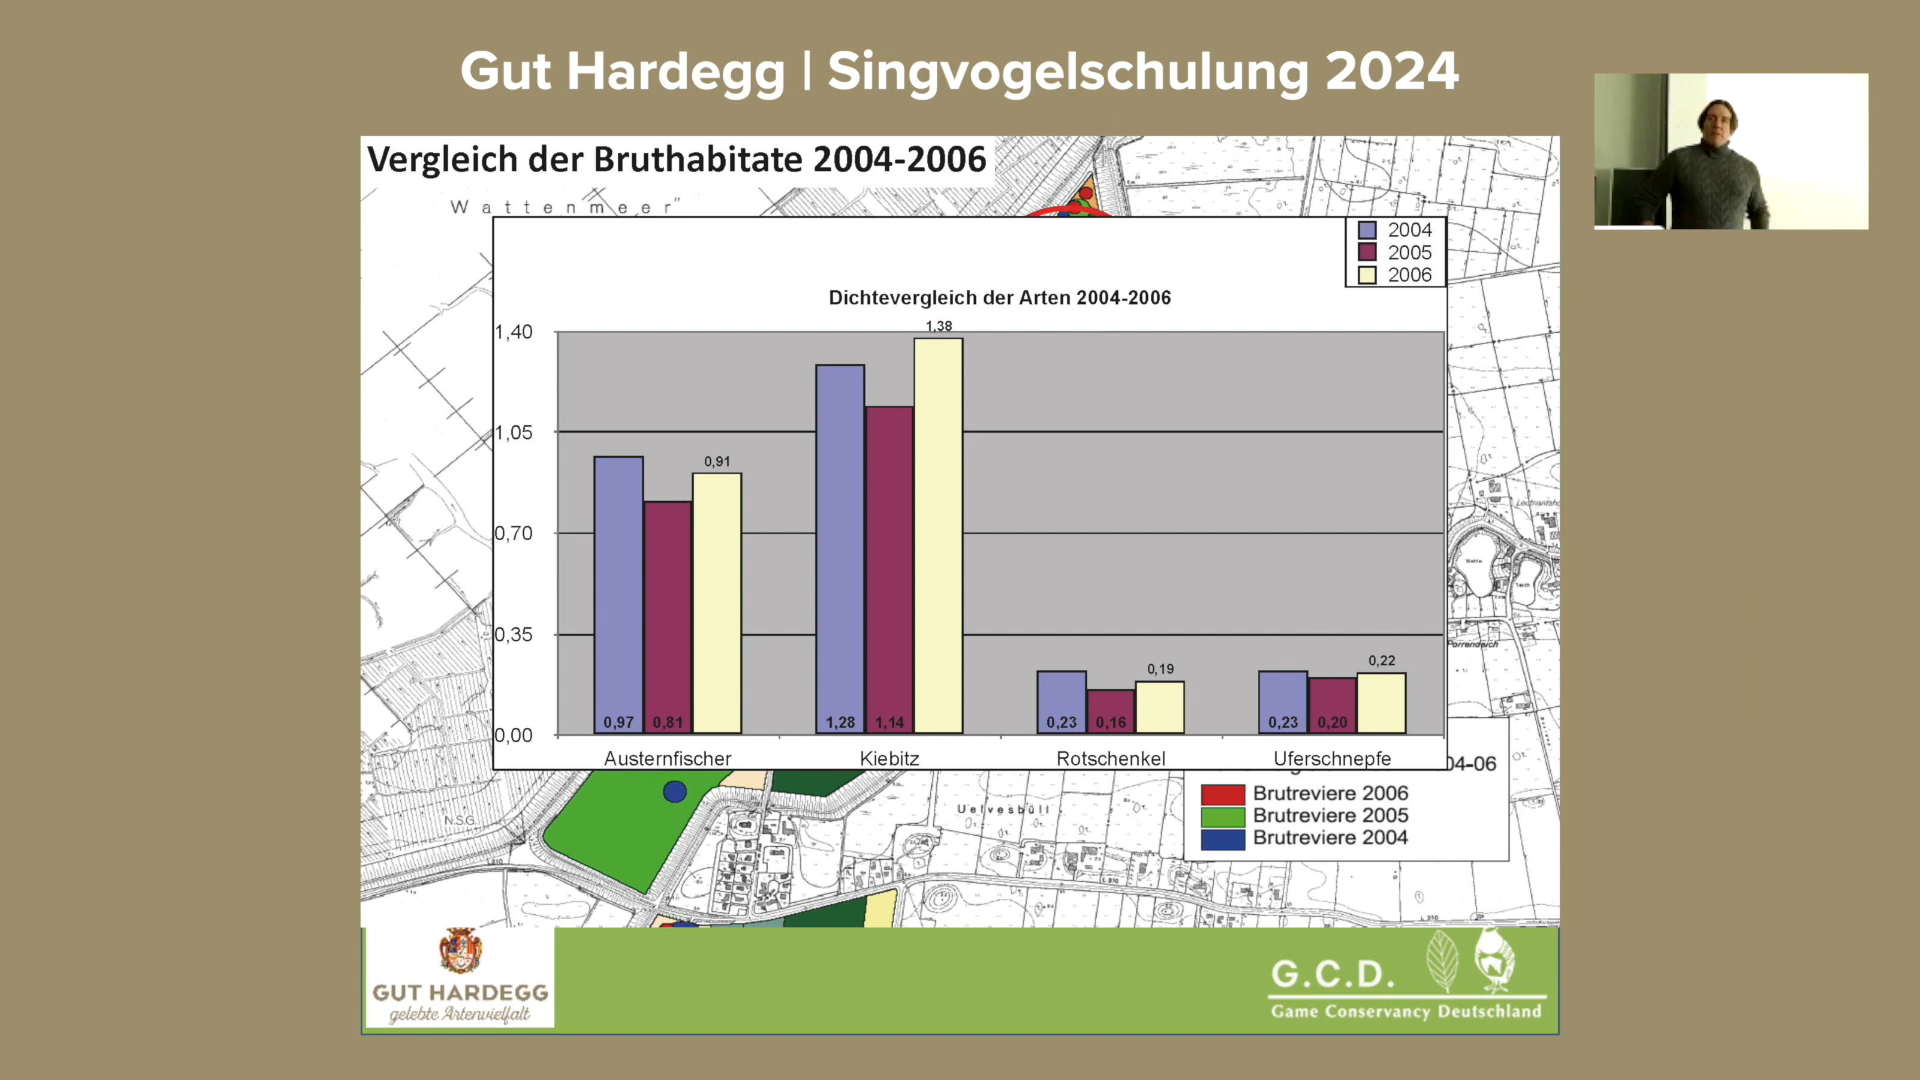 Gut Hardegg | Singvogelschulung 2024
Vergleich der Bruthabitate 2004-2006
Wattenmeer"
2004
2005
2006
Dichtevergleich der Arten 2004-2006
1,40
1,05
0,70
0,35
0,00
0,97
0,81
0,91
1,28
1,14
1,38
0,23
0,16
0,19
0,23
0,20
0,22
Austernfischer
Kiebitz
Rotschenkel
Uferschnepfe
04-06
Brutreviere 2006
Brutreviere 2005
Brutreviere 2004
N.S.G.
Uelvesbüll
Porrendeich
L 310
GUT HARDEGG
gelebte Artenvielfalt
G.C.D.
Game Conservancy Deutschland